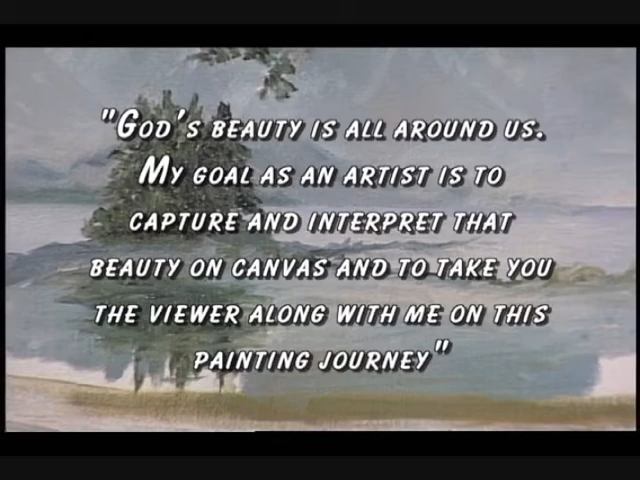 "God's beauty is all around us.
My goal as an artist is to
capture and interpret that
beauty on canvas and to take you
the viewer along with me on this
painting journey"